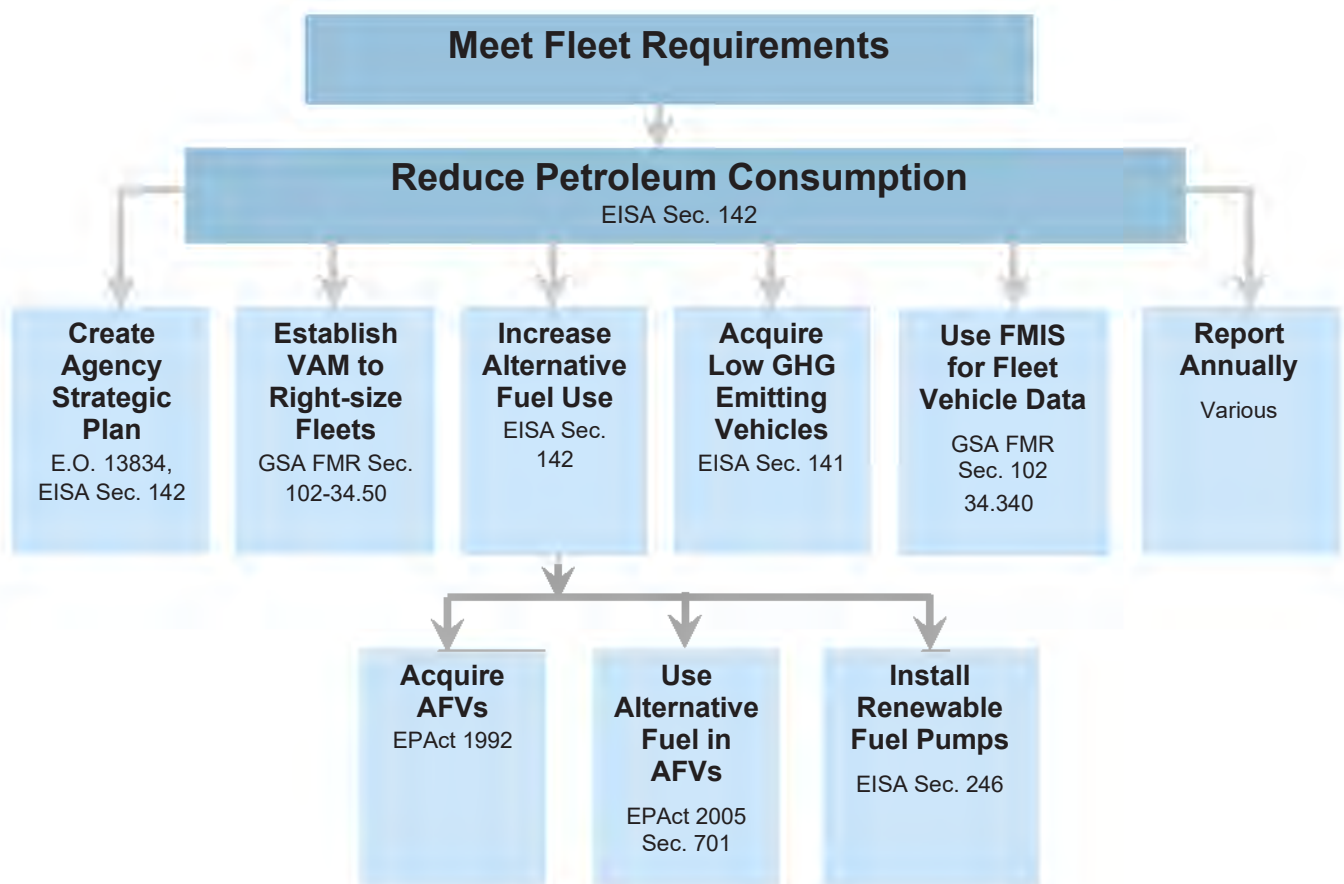 Meet Fleet Requirements
Reduce Petroleum Consumption
EISA Sec. 142
Create
Agency
Strategic
Plan
E.O. 13834,
EISA Sec. 142
Establish
VAM to
Right-size
Fleets
GSA FMR Sec.
102-34.50
Increase
Alternative
Fuel Use
EISA Sec.
142
Acquire
Low GHG
Emitting
Vehicles
EISA Sec. 141
Use FMIS
for Fleet
Vehicle Data
GSA FMR
Sec. 102
34.340
Report
Annually
Various
Acquire
AFVs
EPAct 1992
Use
Alternative
Fuel in
AFVs
EPAct 2005
Sec. 701
Install
Renewable
Fuel Pumps
EISA Sec. 246